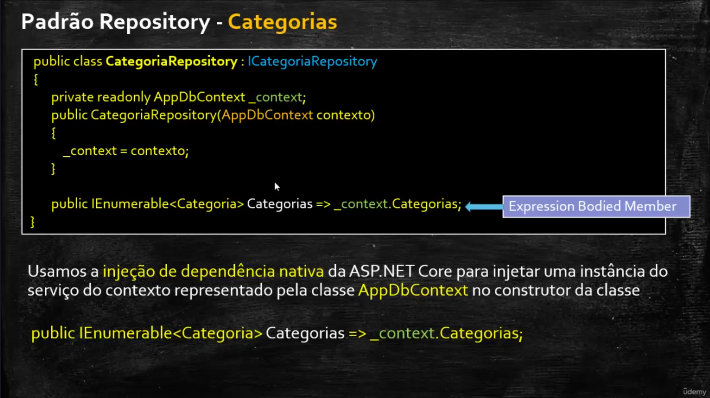 Padrão Repository - Categorias
public class CategoriaRepository : ICategoriaRepository
{
private readonly AppDbContext _context;
public CategoriaRepository(AppDbContext contexto)
{
_context = contexto;
}
public IEnumerable<Categoria> Categorias => _context.Categorias;
Expression Bodied Member
}
Usamos a injeção de dependência nativa da ASP.NET Core para injetar uma instância do
serviço do contexto representado pela classe AppDbContext no construtor da classe
public IEnumerable<Categoria> Categorias => _context.Categorias;
ûdemy